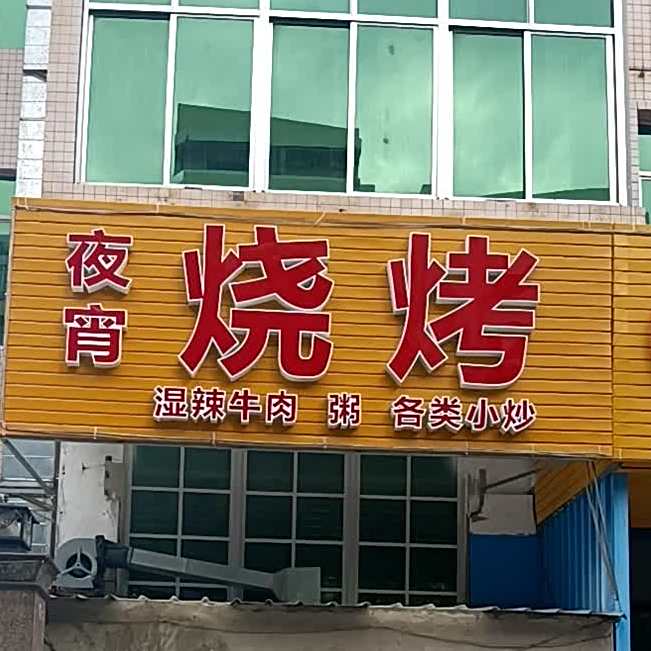 夜宵
烧烤
湿辣牛肉 粥 各类小炒